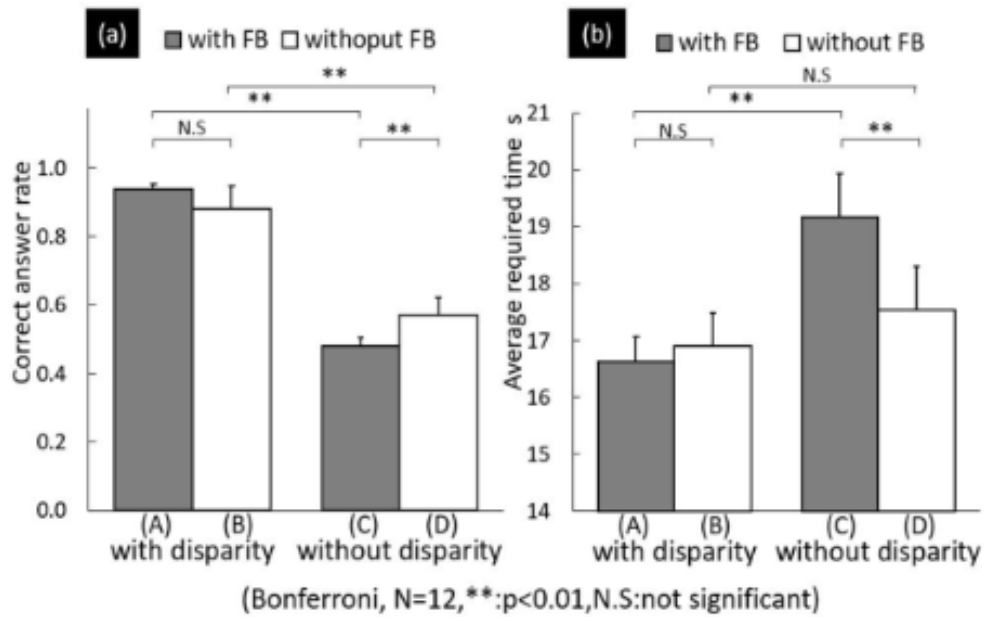 (a)
with FB withoput FB
**
**
N.S
**
Correct answer rate
1.0
0.8
0.6
0.4
0.2
0.0
(A) (B) (C) (D)
with disparity without disparity
(b)
with FB without FB
N.S
**
N.S
**
Average required time s
21
20
19
18
17
16
15
14
(A) (B) (C) (D)
with disparity without disparity
(Bonferroni, N=12,**:p<0.01,N.S:not significant)